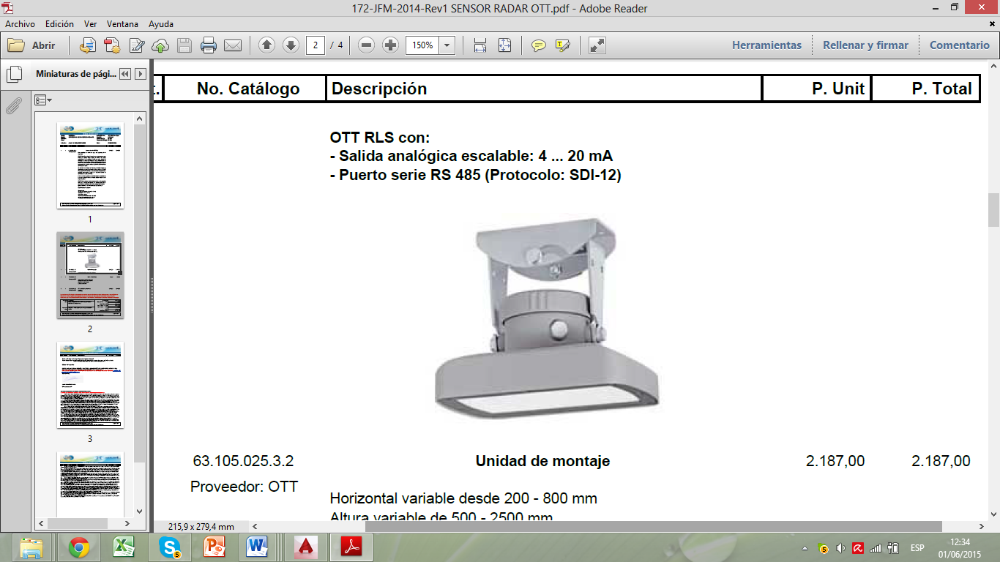 172-JFM-2014-Rev1 SENSOR RADAR OTT.pdf - Adobe Reader
Archivo Edición Ver Ventana Ayuda
Abrir 2 / 4 150% Herramientas Rellenar y firmar Comentario
Miniaturas de pági...
No. Catálogo Descripción P. Unit P. Total
OTT RLS con:
- Salida analógica escalable: 4 ... 20 mA
- Puerto serie RS 485 (Protocolo: SDI-12)
1
2
3
63.105.025.3.2 Unidad de montaje 2.187,00 2.187,00
Proveedor: OTT
Horizontal variable desde 200 - 800 mm
Altura variable de 500 - 2500 mm
215,9 x 279,4 mm
5
5
ESP
12:34
01/06/2015